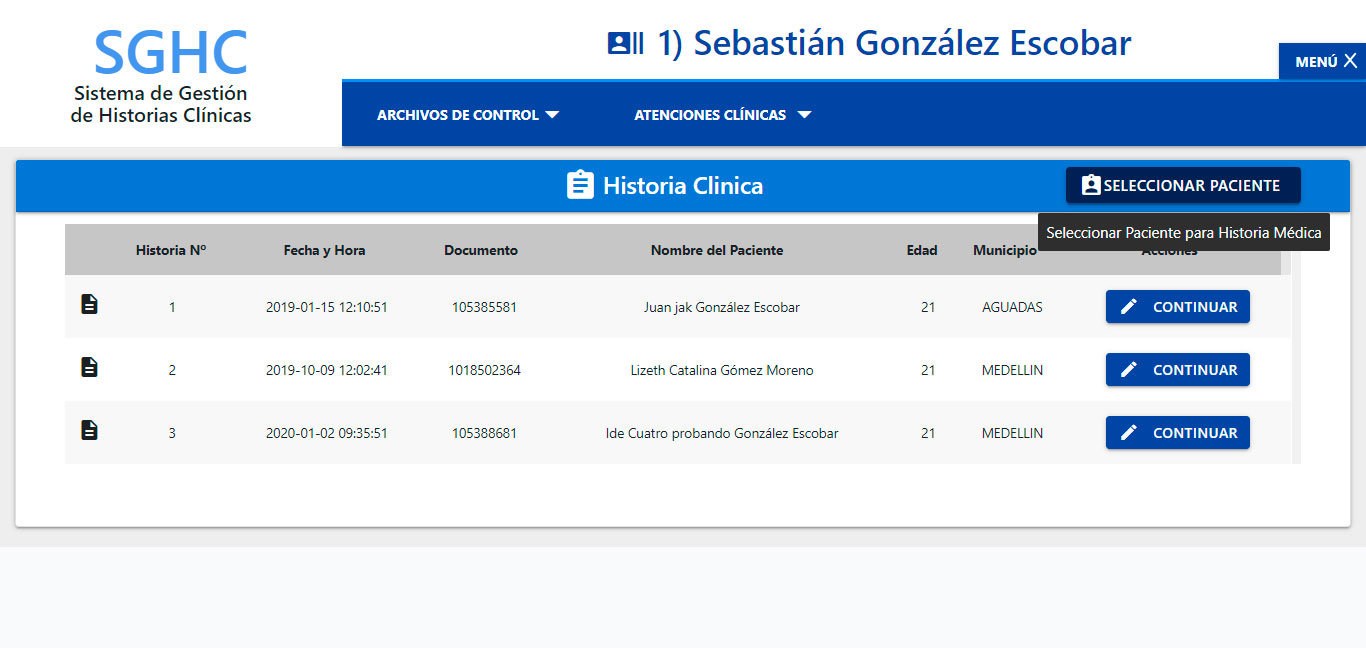 SGHC
Sistema de Gestión
de Historias Clínicas
1) Sebastián González Escobar
MENÚ X
ARCHIVOS DE CONTROL ATENCIONES CLÍNICAS
Historia Clinica
SELECCIONAR PACIENTE
Seleccionar Paciente para Historia Médica
Historia Nº Fecha y Hora Documento Nombre del Paciente Edad Municipio Acciones
1 2019-01-15 12:10:51 105385581 Juan jak González Escobar 21 AGUADAS CONTINUAR
2 2019-10-09 12:02:41 1018502364 Lizeth Catalina Gómez Moreno 21 MEDELLIN CONTINUAR
3 2020-01-02 09:35:51 105388681 Ide Cuatro probando González Escobar 21 MEDELLIN CONTINUAR